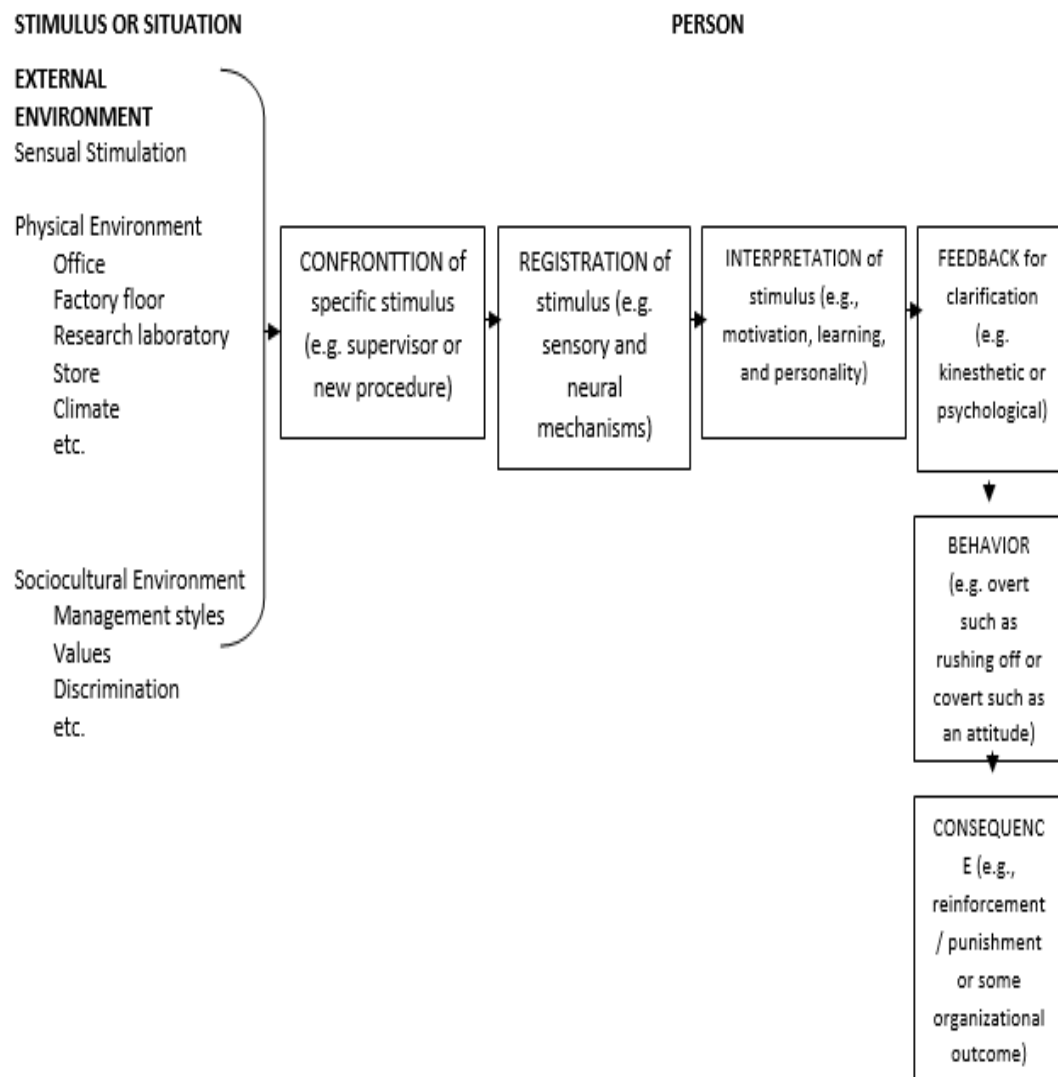 STIMULUS OR SITUATION
PERSON
EXTERNAL
ENVIRONMENT
Sensual Stimulation
Physical Environment
Office
Factory floor
Research laboratory
Store
Climate
etc.
Sociocultural Environment
Management styles
Values
Discrimination
etc.
CONFRONTTION of
specific stimulus
(e.g. supervisor or
new procedure)
REGISTRATION of
stimulus (e.g.
sensory and
neural
mechanisms)
INTERPRETATION of
stimulus (e.g.,
motivation, learning,
and personality)
FEEDBACK for
clarification
(e.g.
kinesthetic or
psychological)
BEHAVIOR
(e.g. overt
such as
rushing off or
covert such as
an attitude)
CONSEQUENC
E (e.g.,
reinforcement
/ punishment
or some
organizational
outcome)